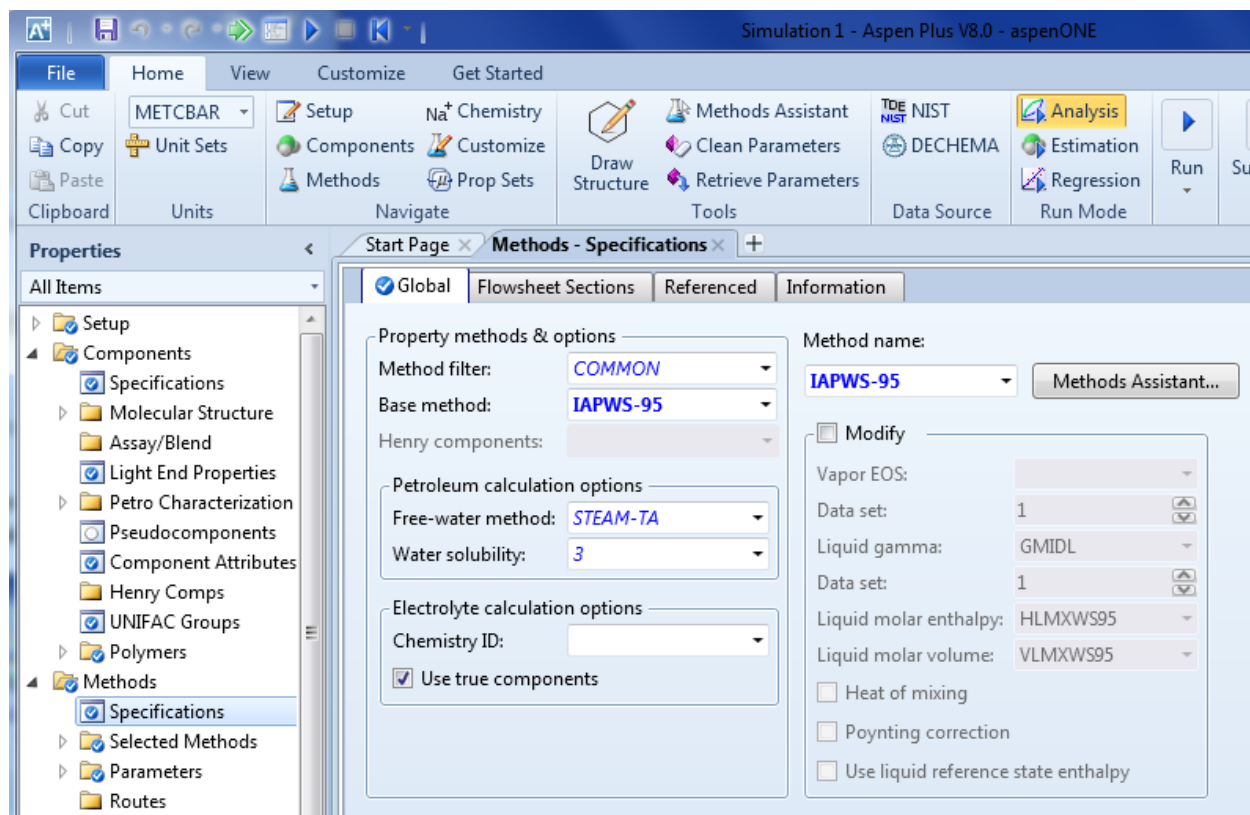 Simulation 1 - Aspen Plus V8.0 - aspenONE
File Home View Customize Get Started
Cut METCBAR Setup Na+ Chemistry Methods Assistant TDE NIST NIST Analysis
Copy Unit Sets Components Customize Draw Structure Clean Parameters DECHEMA Estimation Run Su
Paste Methods Prop Sets Retrieve Parameters Regression
Clipboard Units Navigate Tools Data Source Run Mode
Properties < Start Page Methods - Specifications
All Items Global Flowsheet Sections Referenced Information
Setup
Components
Specifications
Molecular Structure
Assay/Blend
Light End Properties
Petro Characterization
Pseudocomponents
Component Attributes
Henry Comps
UNIFAC Groups
Polymers
Methods
Specifications
Selected Methods
Parameters
Routes
Property methods & options
Method filter: COMMON
Base method: IAPWS-95
Henry components:
Petroleum calculation options
Free-water method: STEAM-TA
Water solubility: 3
Electrolyte calculation options
Chemistry ID:
Use true components
Method name:
IAPWS-95 Methods Assistant...
Modify
Vapor EOS:
Data set: 1
Liquid gamma: GMIDL
Data set: 1
Liquid molar enthalpy: HLMXWS95
Liquid molar volume: VLMXWS95
Heat of mixing
Poynting correction
Use liquid reference state enthalpy